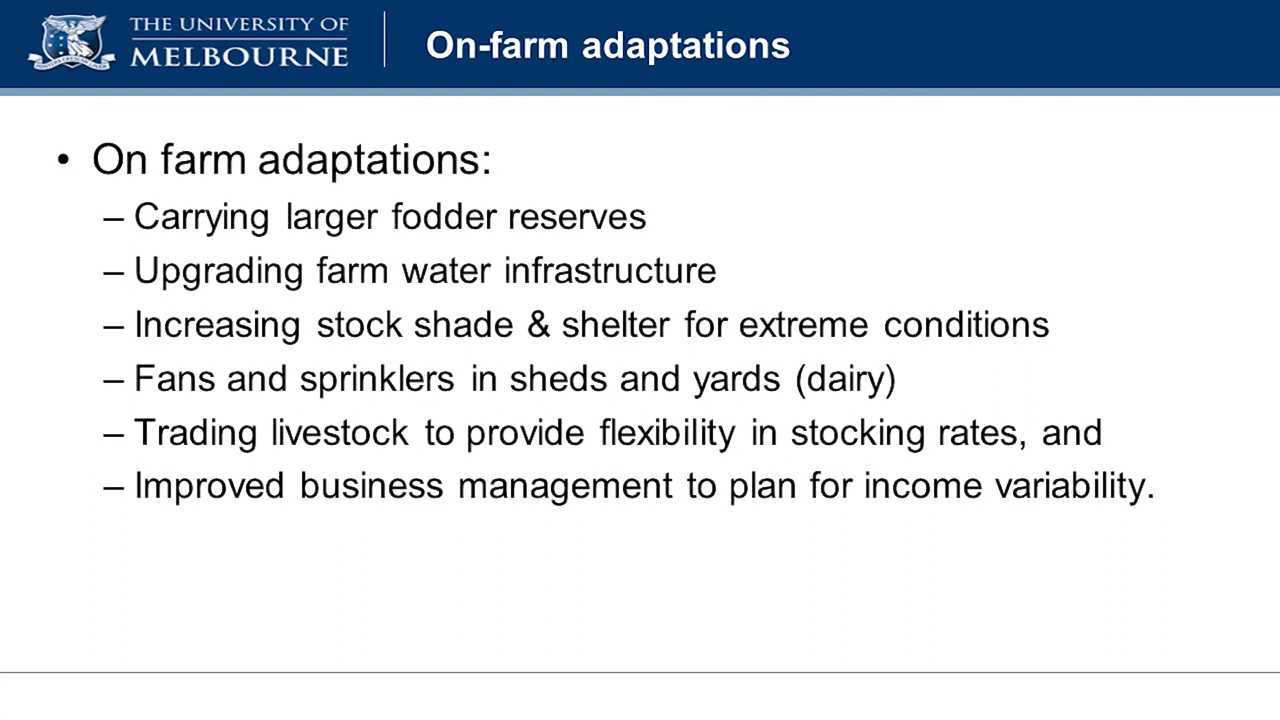 THE UNIVERSITY OF
MELBOURNE
On-farm adaptations
• On farm adaptations:
– Carrying larger fodder reserves
– Upgrading farm water infrastructure
– Increasing stock shade & shelter for extreme conditions
– Fans and sprinklers in sheds and yards (dairy)
– Trading livestock to provide flexibility in stocking rates, and
– Improved business management to plan for income variability.